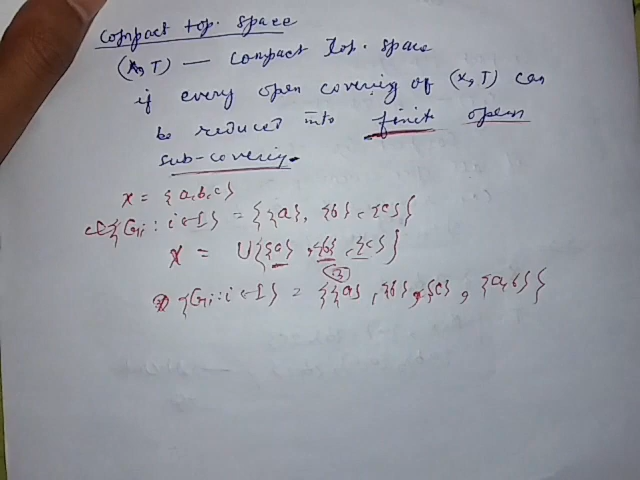 compact top. space
(X, T) — compact top. space
if every open covering of (X, T) can
be reduced into finite open
sub-covering.
X = {a, b, c}
{Gi : i ∈ I} = {{a}, {b}, {c}}
X = U{{a}, {b}, {c}}
3
{Gi : i ∈ I} = {{a}, {b}, {c}, {a, b}}